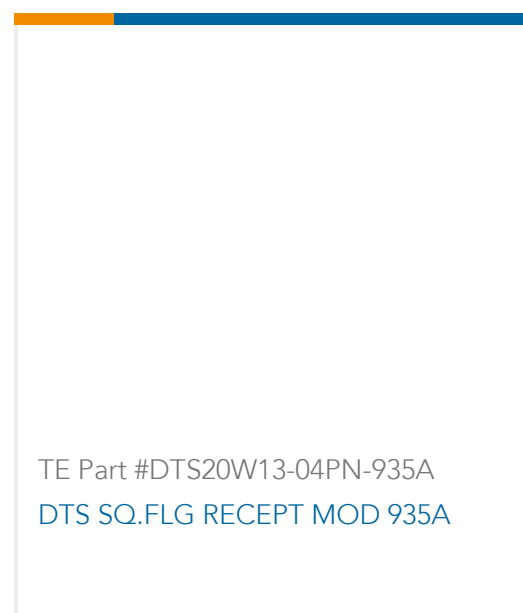 TE Part #DTS20W13-04PN-935A
DTS SQ.FLG RECEPT MOD 935A